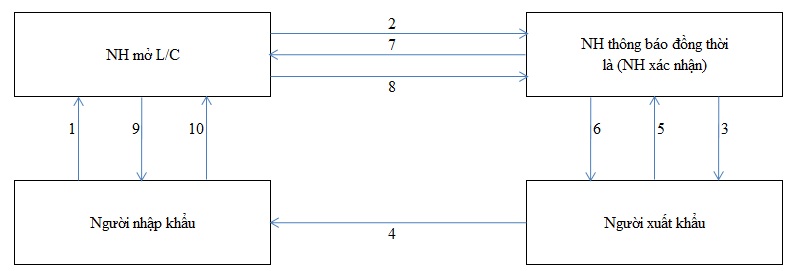 2
NH mở L/C
7
NH thông báo đồng thời
là (NH xác nhận)
8
1
9
10
6
5
3
Người nhập khẩu
4
Người xuất khẩu